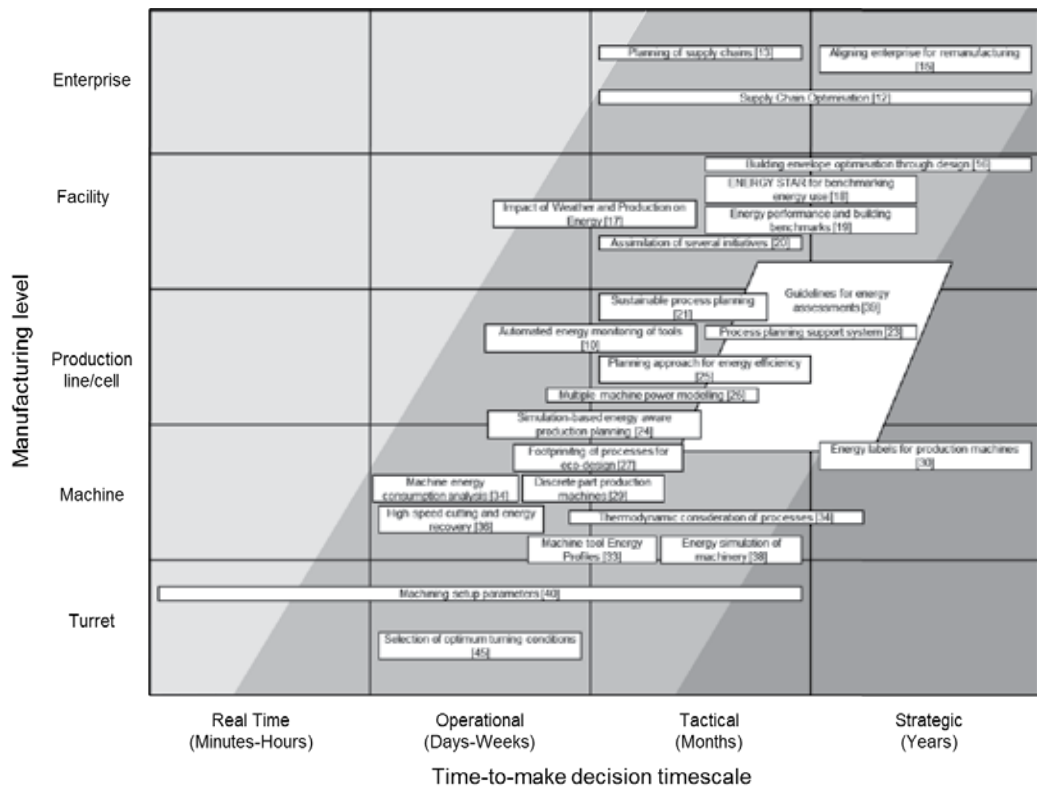 Enterprise
Planning of supply chains [13]
Aligning enterprise for remanufacturing
[15]
Supply Chain Optimisation [12]
Facility
Building envelope optimisation through design [16]
ENERGY STAR for benchmarking
energy use [18]
Impact of Weather and Production on
Energy [17]
Energy performance and building
benchmarks [19]
Assimilation of several initiatives [20]
Manufacturing level
Production
line/cell
Guidelines for energy
assessments
Sustainable process planning
[21]
Automated energy monitoring of tools
[10]
Process planning support system [23]
Planning approach for energy efficiency
[25]
Multiple machine power modelling [26]
Simulation-based energy aware
production planning [24]
Machine
Footprinting of processes for
eco-design [27]
Energy labels for production machines
[30]
Machine energy
consumption analysis [34]
Discrete part production
machines [29]
High speed cutting and energy
recovery [36]
Thermodynamic consideration of processes [34]
Machine tool Energy
Profiles [33]
Energy simulation of
machinery [38]
Turret
Machining setup parameters [40]
Selection of optimum turning conditions
[45]
Real Time
(Minutes-Hours)
Operational
(Days-Weeks)
Tactical
(Months)
Strategic
(Years)
Time-to-make decision timescale